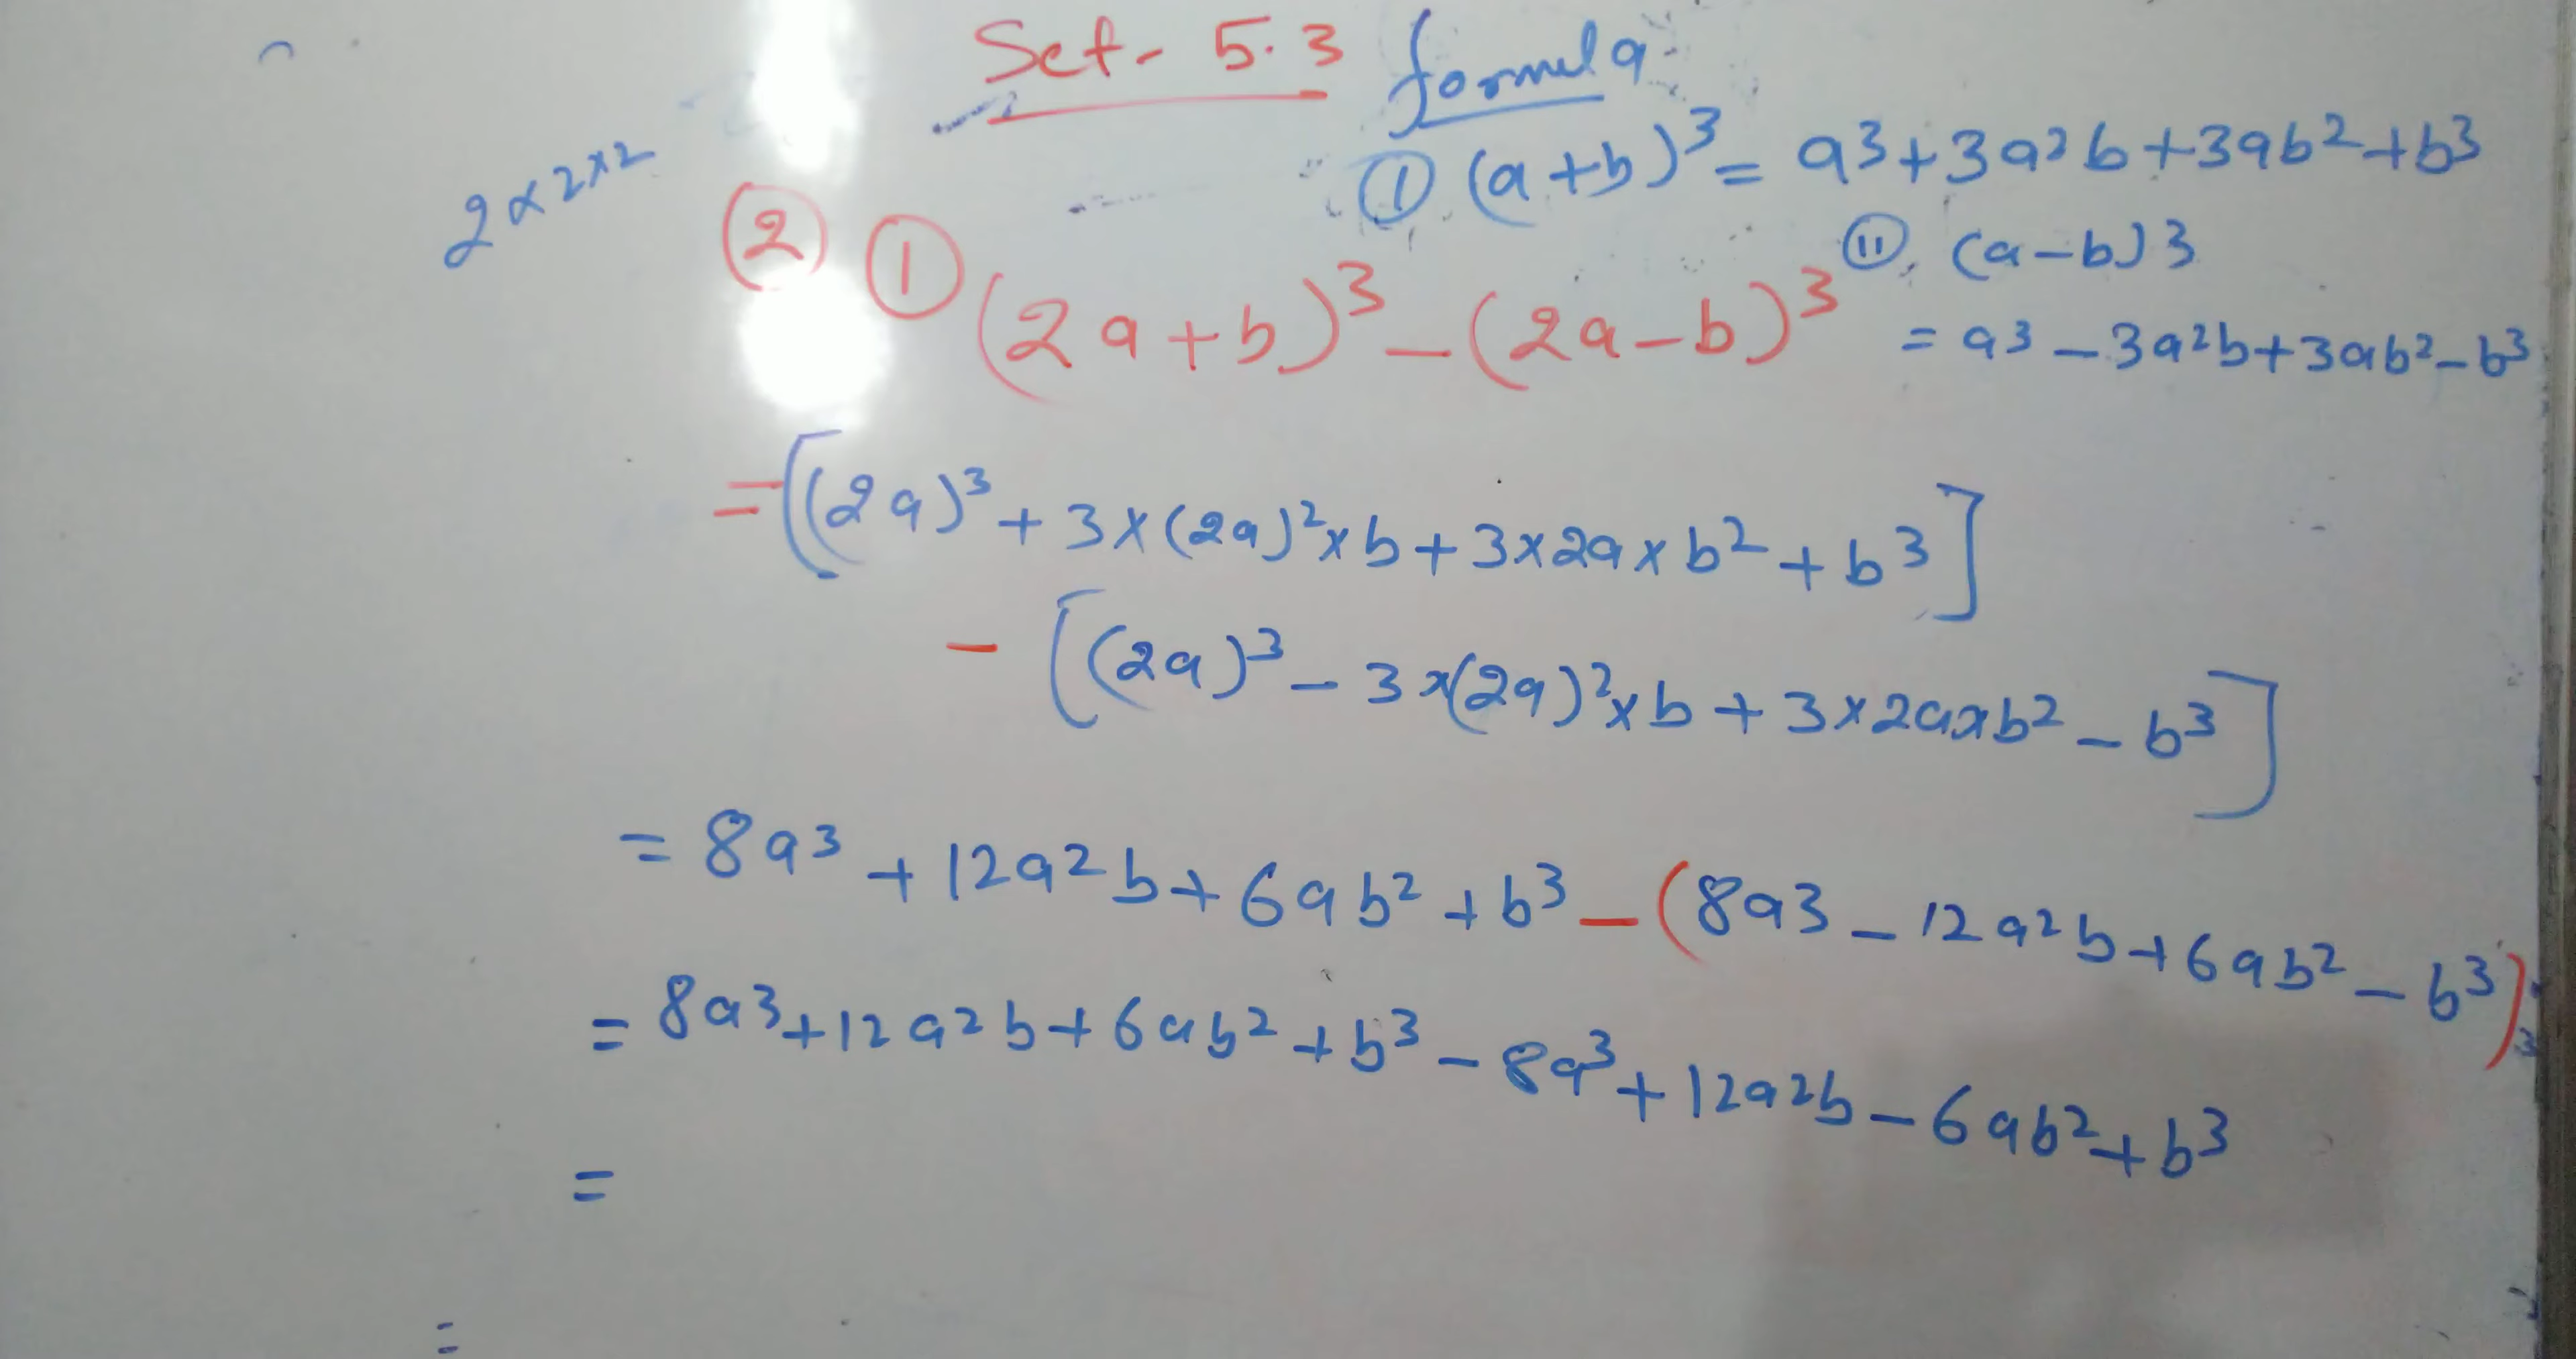 Set - 5.3 formula
① (a+b)³ = a³+3a²b+3ab²+b³
2×2×2
⑪ (a-b)3
② ① (2a+b)³ - (2a-b)³
= a³ - 3a²b+3ab²-b³
= [(2a)³ + 3×(2a)²×b + 3×2a×b² + b³]
- [(2a)³ - 3×(2a)²×b + 3×2a×b² - b³]
= 8a³ + 12a²b + 6ab² + b³ - (8a3 - 12a²b + 6ab² - b³)
= 8a³ + 12a²b + 6ab² + b³ - 8a³ + 12a²b - 6ab² + b³
=
=